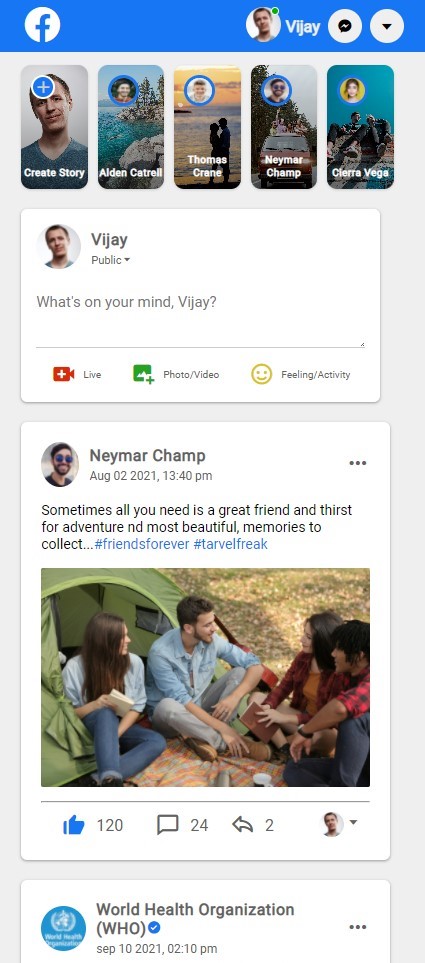 Vijay
Create Story
Alden Catrell
Thomas
Crane
Neymar
Champ
Cierra Vega
Vijay
Public
What's on your mind, Vijay?
Live
Photo/Video
Feeling/Activity
Neymar Champ
Aug 02 2021, 13:40 pm
Sometimes all you need is a great friend and thirst
for adventure nd most beautiful, memories to
collect...#friendsforever #tarvelfreak
120
24
2
World Health Organization
(WHO)
World Health
Organization
sep 10 2021, 02:10 pm